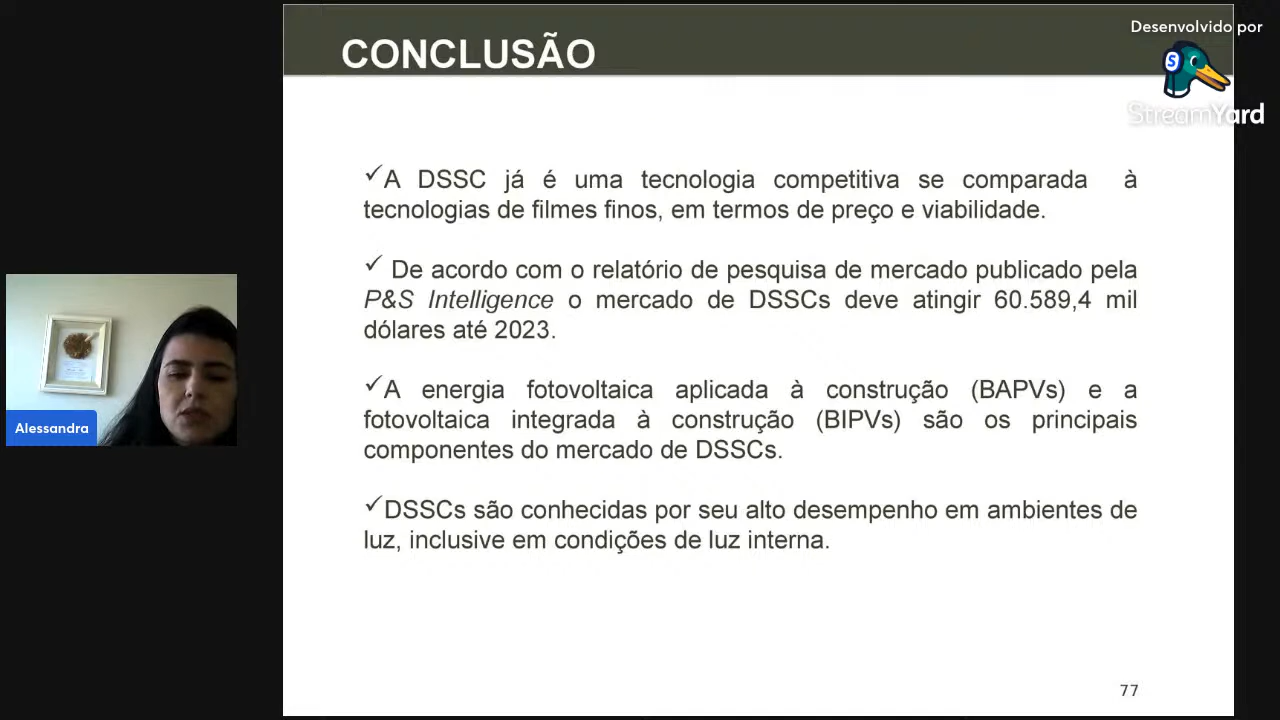 CONCLUSÃO
Desenvolvido por
S
StreamYard
✓A DSSC já é uma tecnologia competitiva se comparada à
tecnologias de filmes finos, em termos de preço e viabilidade.
✓ De acordo com o relatório de pesquisa de mercado publicado pela
P&S Intelligence o mercado de DSSCs deve atingir 60.589,4 mil
dólares até 2023.
✓A energia fotovoltaica aplicada à construção (BAPVs) e a
fotovoltaica integrada à construção (BIPVs) são os principais
componentes do mercado de DSSCs.
✓DSSCs são conhecidas por seu alto desempenho em ambientes de
luz, inclusive em condições de luz interna.
Alessandra
77